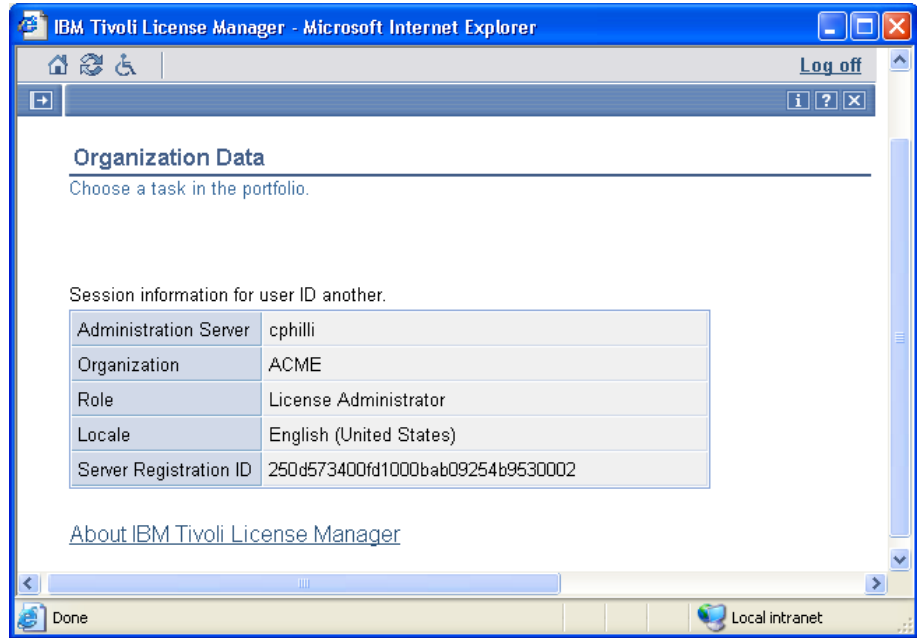 IBM Tivoli License Manager - Microsoft Internet Explorer
Log off
i ? X
Organization Data
Choose a task in the portfolio.
Session information for user ID another.
Administration Server cphilli
Organization ACME
Role License Administrator
Locale English (United States)
Server Registration ID 250d573400fd1000bab09254b9530002
About IBM Tivoli License Manager
Done Local intranet